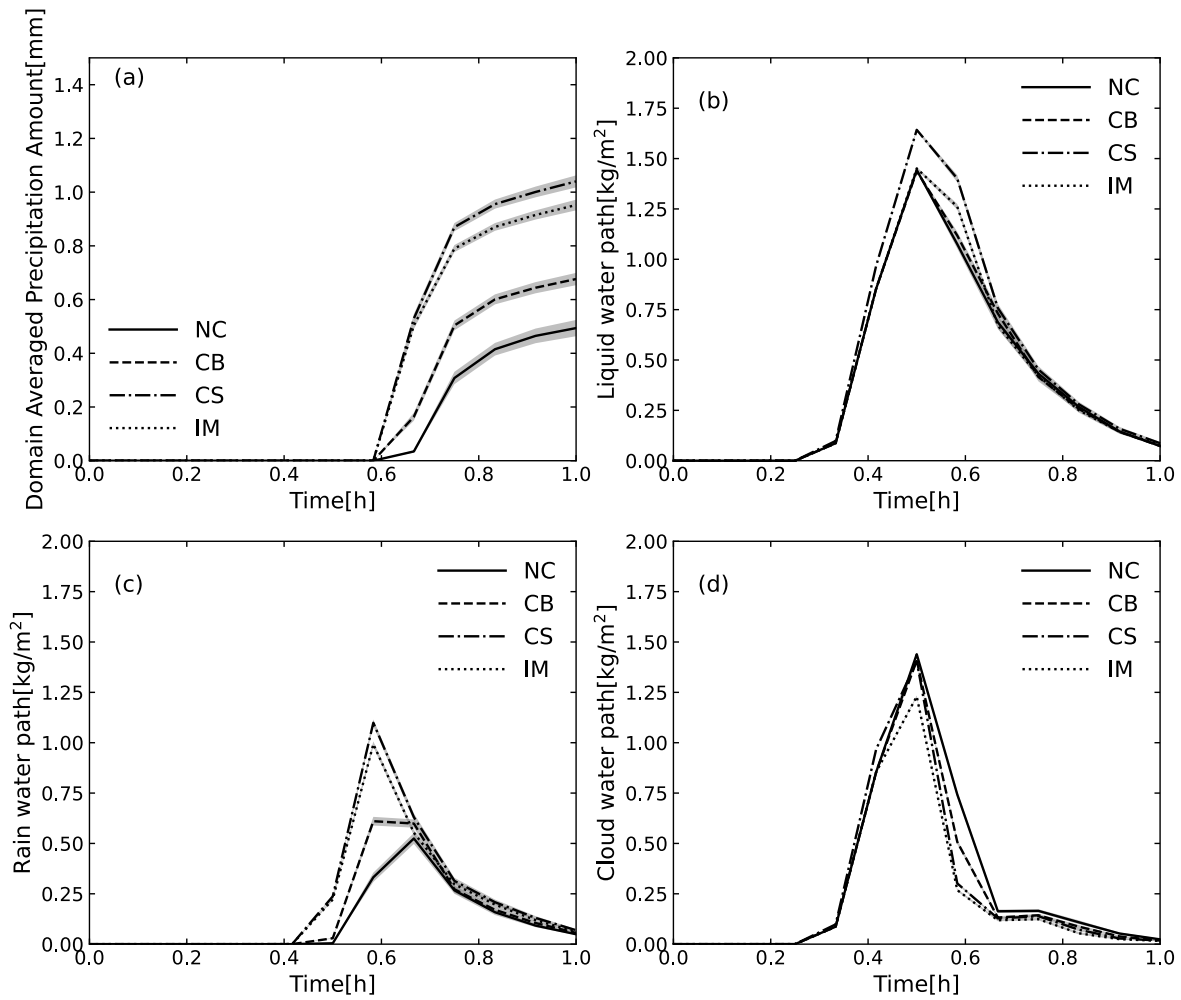 Domain Averaged Precipitation Amount[mm]
(a)
1.4
1.2
1.0
0.8
0.6
0.4
0.2
0.0
NC
CB
CS
IM
0.0 0.2 0.4 0.6 0.8 1.0
Time[h]
Liquid water path[kg/m²]
(b)
2.00
1.75
1.50
1.25
1.00
0.75
0.50
0.25
0.00
NC
CB
CS
IM
0.0 0.2 0.4 0.6 0.8 1.0
Time[h]
Rain water path[kg/m²]
(c)
2.00
1.75
1.50
1.25
1.00
0.75
0.50
0.25
0.00
NC
CB
CS
IM
0.0 0.2 0.4 0.6 0.8 1.0
Time[h]
Cloud water path[kg/m²]
(d)
2.00
1.75
1.50
1.25
1.00
0.75
0.50
0.25
0.00
NC
CB
CS
IM
0.0 0.2 0.4 0.6 0.8 1.0
Time[h]